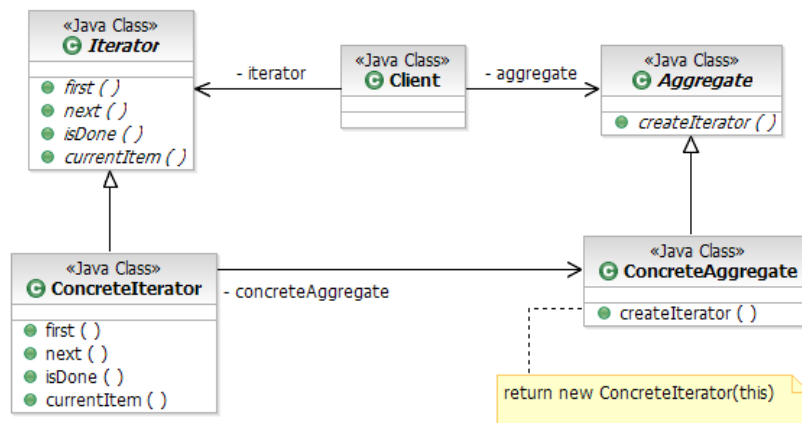 «Java Class»
Iterator
first ( )
next ( )
isDone ( )
currentItem ( )
- iterator
«Java Class»
Client
- aggregate
«Java Class»
Aggregate
createIterator ( )
«Java Class»
ConcreteIterator
first ( )
next ( )
isDone ( )
currentItem ( )
- concreteAggregate
«Java Class»
ConcreteAggregate
createIterator ( )
return new ConcreteIterator(this)